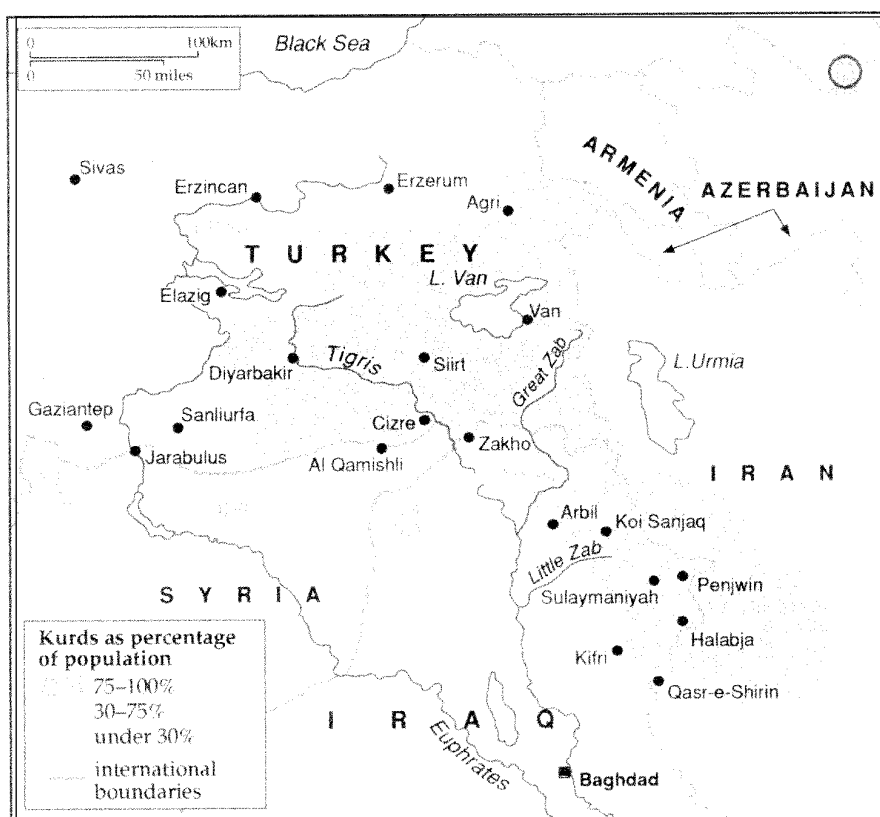 0 100km
0 50 miles
Black Sea
Sivas
Erzincan
Erzerum
Agri
ARMENIA
AZERBAIJAN
TURKEY
L. Van
Elazig
Van
Tigris
Siirt
Great Zab
L.Urmia
Diyarbakir
Gaziantep
Sanliurfa
Cizre
Zakho
Jarabulus
Al Qamishli
IRAN
Arbil
Koi Sanjaq
Little Zab
Penjwin
SYRIA
Sulaymaniyah
Halabja
Kifri
Qasr-e-Shirin
IRAQ
Euphrates
Baghdad
Kurds as percentage
of population
75–100%
30–75%
under 30%
international
boundaries